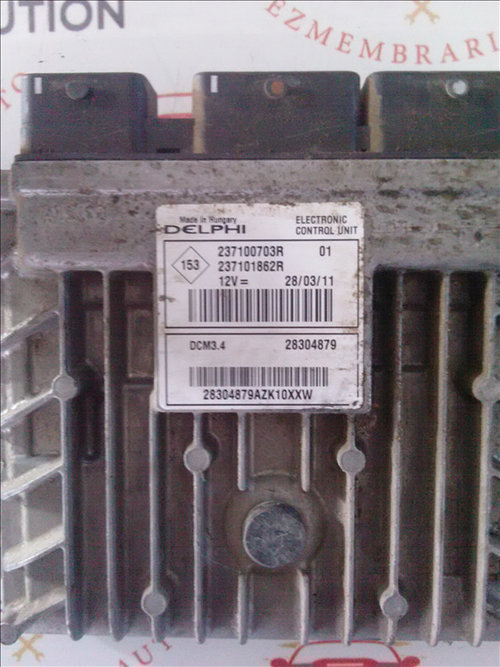 UTION
EZMEMBRARI
Made in Hungary
DELPHI
ELECTRONIC
CONTROL UNIT
153
237100703R 01
237101862R
12V = 28/03/11
DCM3.4 28304879
28304879AZK10XXW
AUT